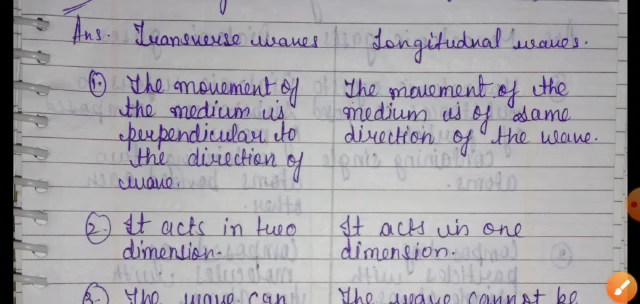 Ans. Transverse waves Longitudnal waves.
① The movement of The movement of the
the medium is medium is of same
perpendicular to direction of the wave.
the direction of
wave.
2. It acts in two It acts in one
dimension. dimension.
3. The wave can The wave cannot be